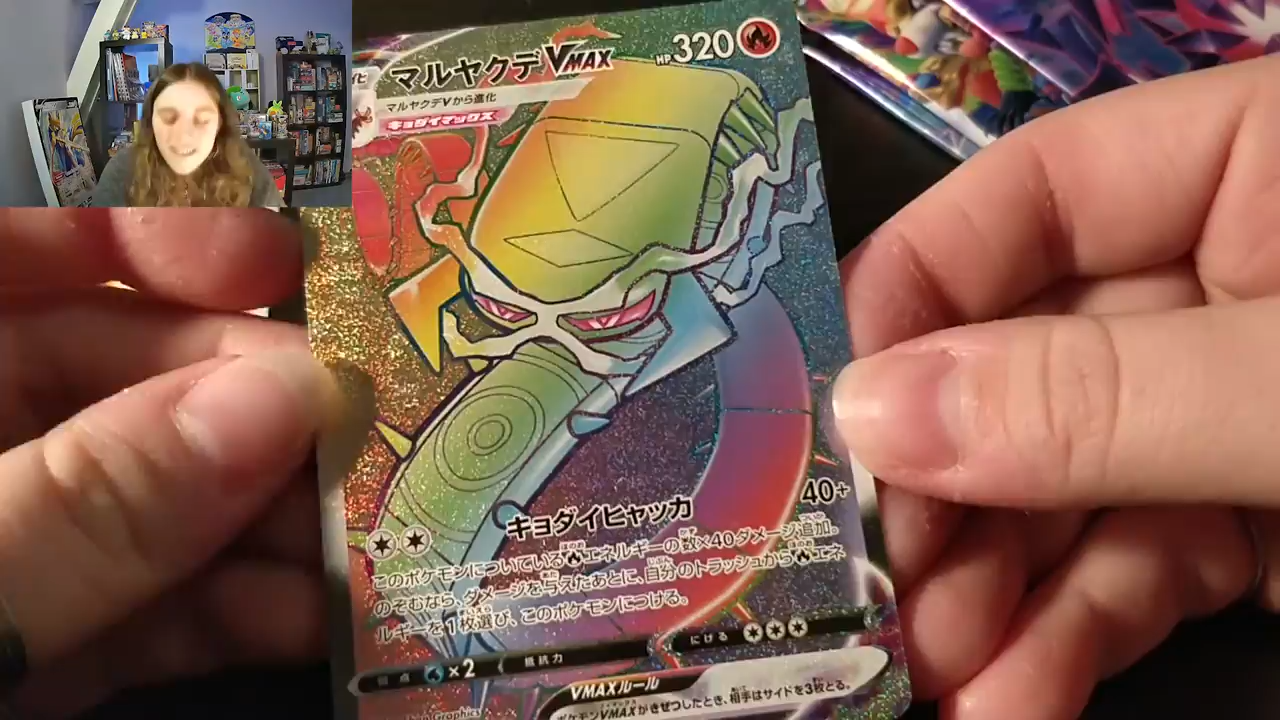 マルヤクデVMAX HP320
マルヤクデVから進化
キョダイマックス
キョダイヒャッカ 40+
このポケモンについている エネルギーの数×40ダメージ追加。
のぞむなら、ダメージを与えたあとに、自分のトラッシュから エネ
ルギーを1枚選び、このポケモンにつける。
弱点 ×2 抵抗力 にげる
VMAXルール
ポケモンVMAXがきぜつしたとき、相手はサイドを3枚とる。
Graphics